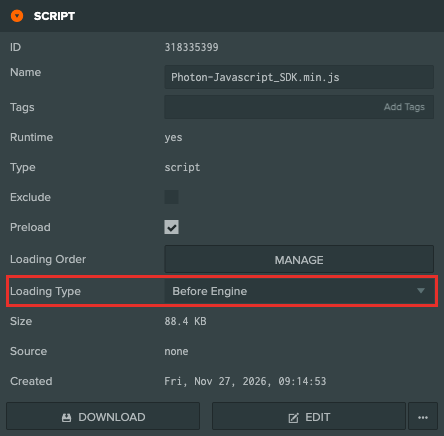 SCRIPT
ID 318335399
Name Photon-Javascript_SDK.min.js
Tags Add Tags
Runtime yes
Type script
Exclude
Preload
Loading Order MANAGE
Loading Type Before Engine
Size 88.4 KB
Source none
Created Fri, Nov 27, 2026, 09:14:53
DOWNLOAD EDIT ...